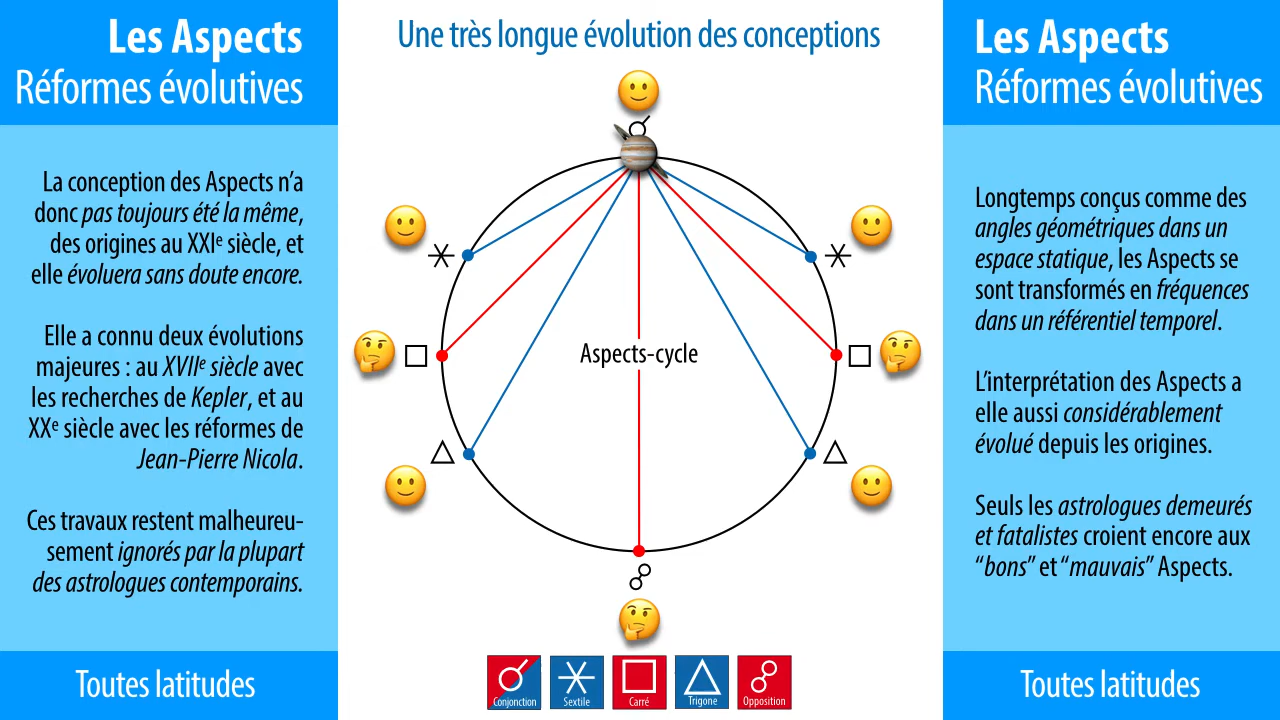 Les Aspects
Réformes évolutives
La conception des Aspects n’a
donc pas toujours été la même,
des origines au XXIe siècle, et
elle évoluera sans doute encore.
Elle a connu deux évolutions
majeures : au XVIIe siècle avec
les recherches de Kepler, et au
XXe siècle avec les réformes de
Jean-Pierre Nicola.
Ces travaux restent malheureu-
sement ignorés par la plupart
des astrologues contemporains.
Toutes latitudes
Une très longue évolution des conceptions
Aspects-cycle
Conjonction
Sextile
Carré
Trigone
Opposition
Les Aspects
Réformes évolutives
Longtemps conçus comme des
angles géométriques dans un
espace statique, les Aspects se
sont transformés en fréquences
dans un référentiel temporel.
L’interprétation des Aspects a
elle aussi considérablement
évolué depuis les origines.
Seuls les astrologues demeurés
et fatalistes croient encore aux
“bons” et “mauvais” Aspects.
Toutes latitudes